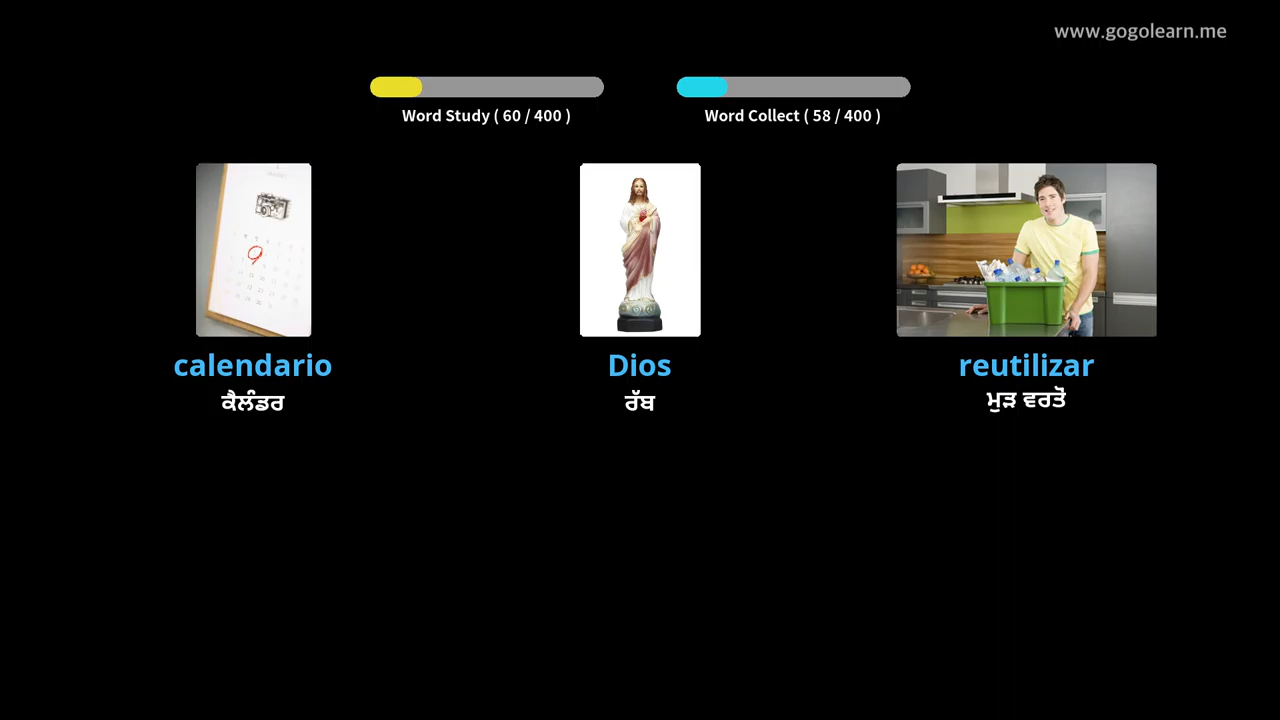 www.gogolearn.me
Word Study ( 60 / 400 )
Word Collect ( 58 / 400 )
calendario
ਕੈਲੰਡਰ
Dios
ਰੱਬ
reutilizar
ਮੁੜ ਵਰਤੋਂ